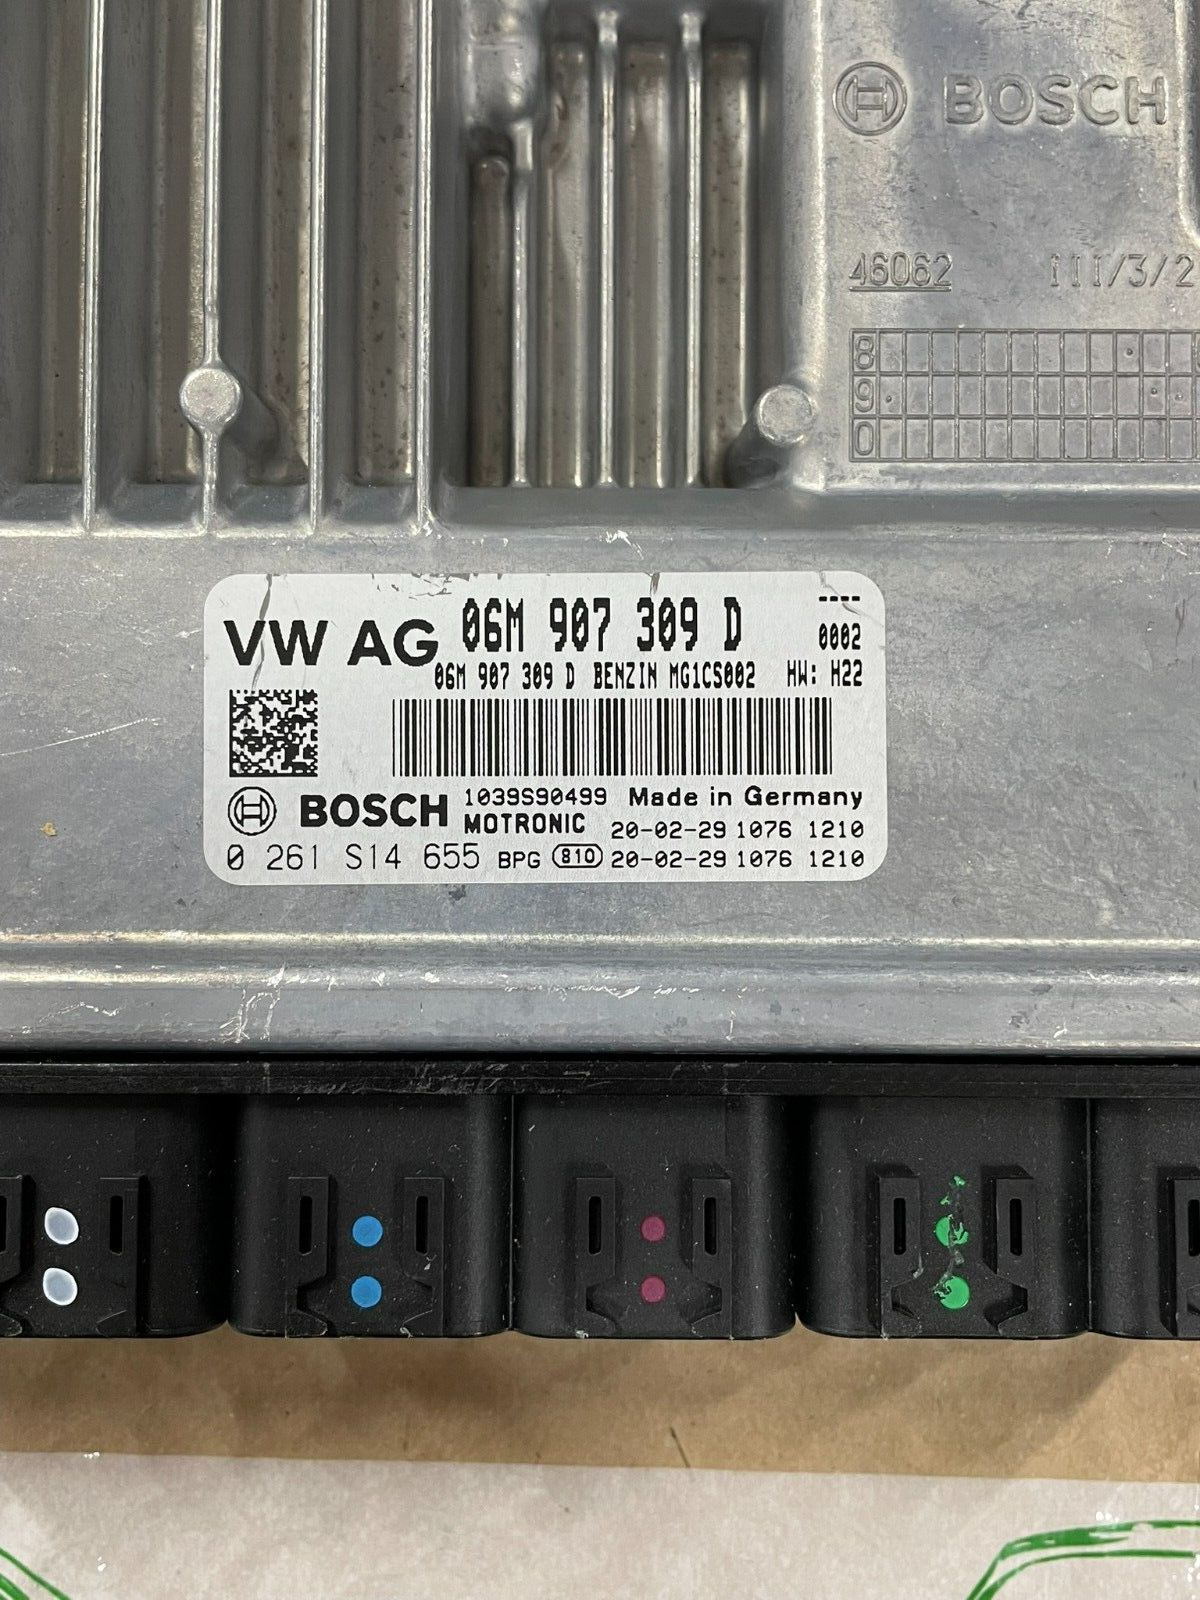 BOSCH
46062 III/3/2
8
9
0
VW AG 06M 907 309 D ----
0002
06M 907 309 D BENZIN MG1CS002 HW: H22
BOSCH 1039S90499 Made in Germany
MOTRONIC 20-02-29 1076 1210
0 261 S14 655 BPG 810 20-02-29 1076 1210